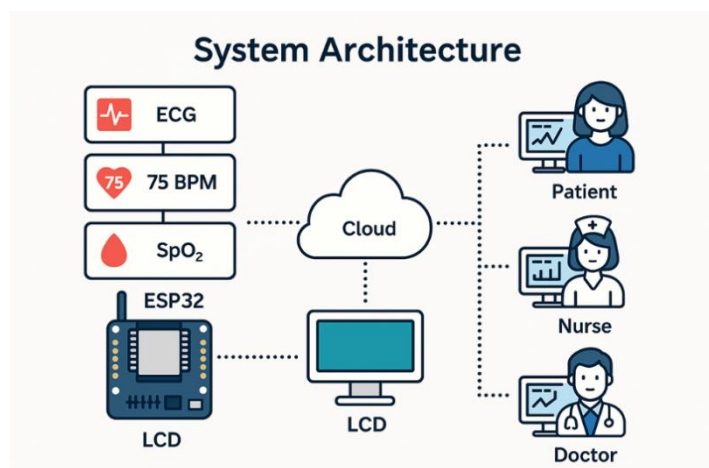 System Architecture
ECG
75
75 BPM
SpO₂
ESP32
LCD
Cloud
LCD
Patient
Nurse
Doctor